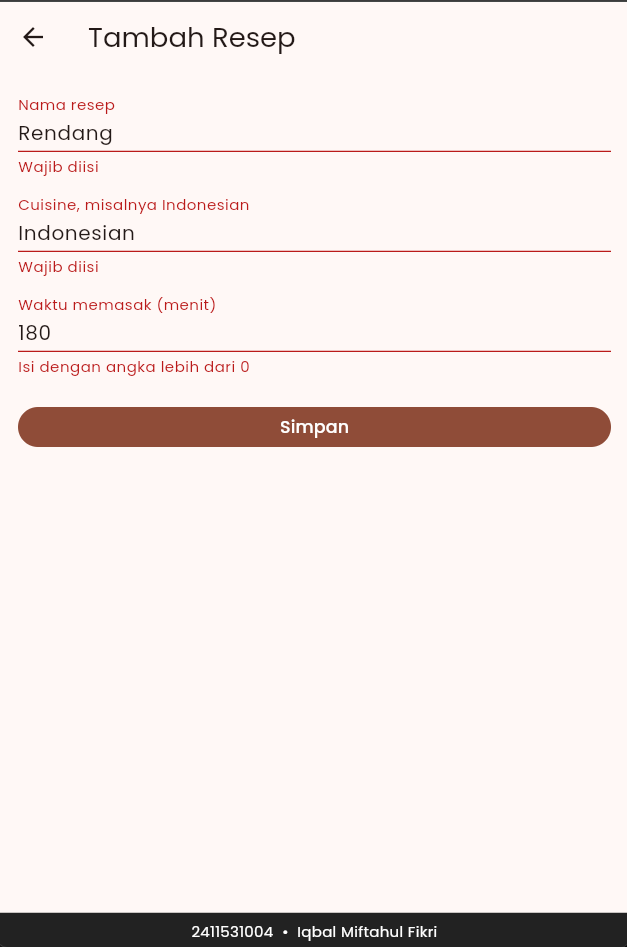 Tambah Resep
Nama resep
Rendang
Wajib diisi
Cuisine, misalnya Indonesian
Indonesian
Wajib diisi
Waktu memasak (menit)
180
Isi dengan angka lebih dari 0
Simpan
2411531004 • Iqbal Miftahul Fikri